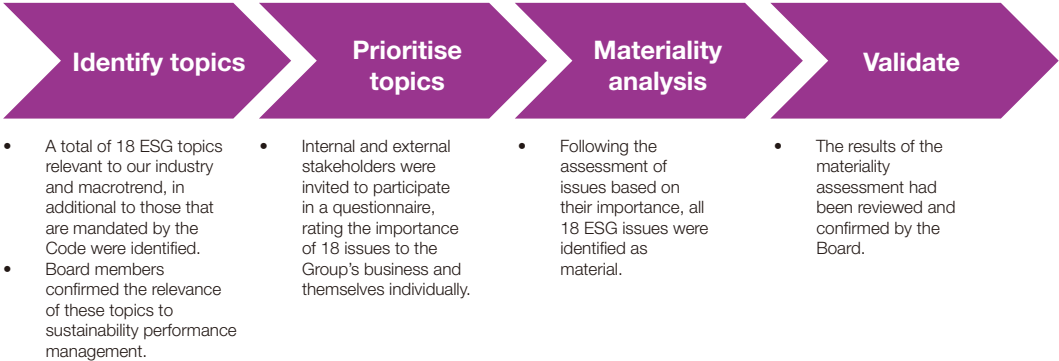 Identify topics
Prioritise
topics
Materiality
analysis
Validate
• A total of 18 ESG topics
relevant to our industry
and macrotrend, in
additional to those that
are mandated by the
Code were identified.
• Board members
confirmed the relevance
of these topics to
sustainability performance
management.
• Internal and external
stakeholders were
invited to participate
in a questionnaire,
rating the importance
of 18 issues to the
Group's business and
themselves individually.
• Following the
assessment of
issues based on
their importance, all
18 ESG issues were
identified as
material.
• The results of the
materiality
assessment had
been reviewed and
confirmed by the
Board.